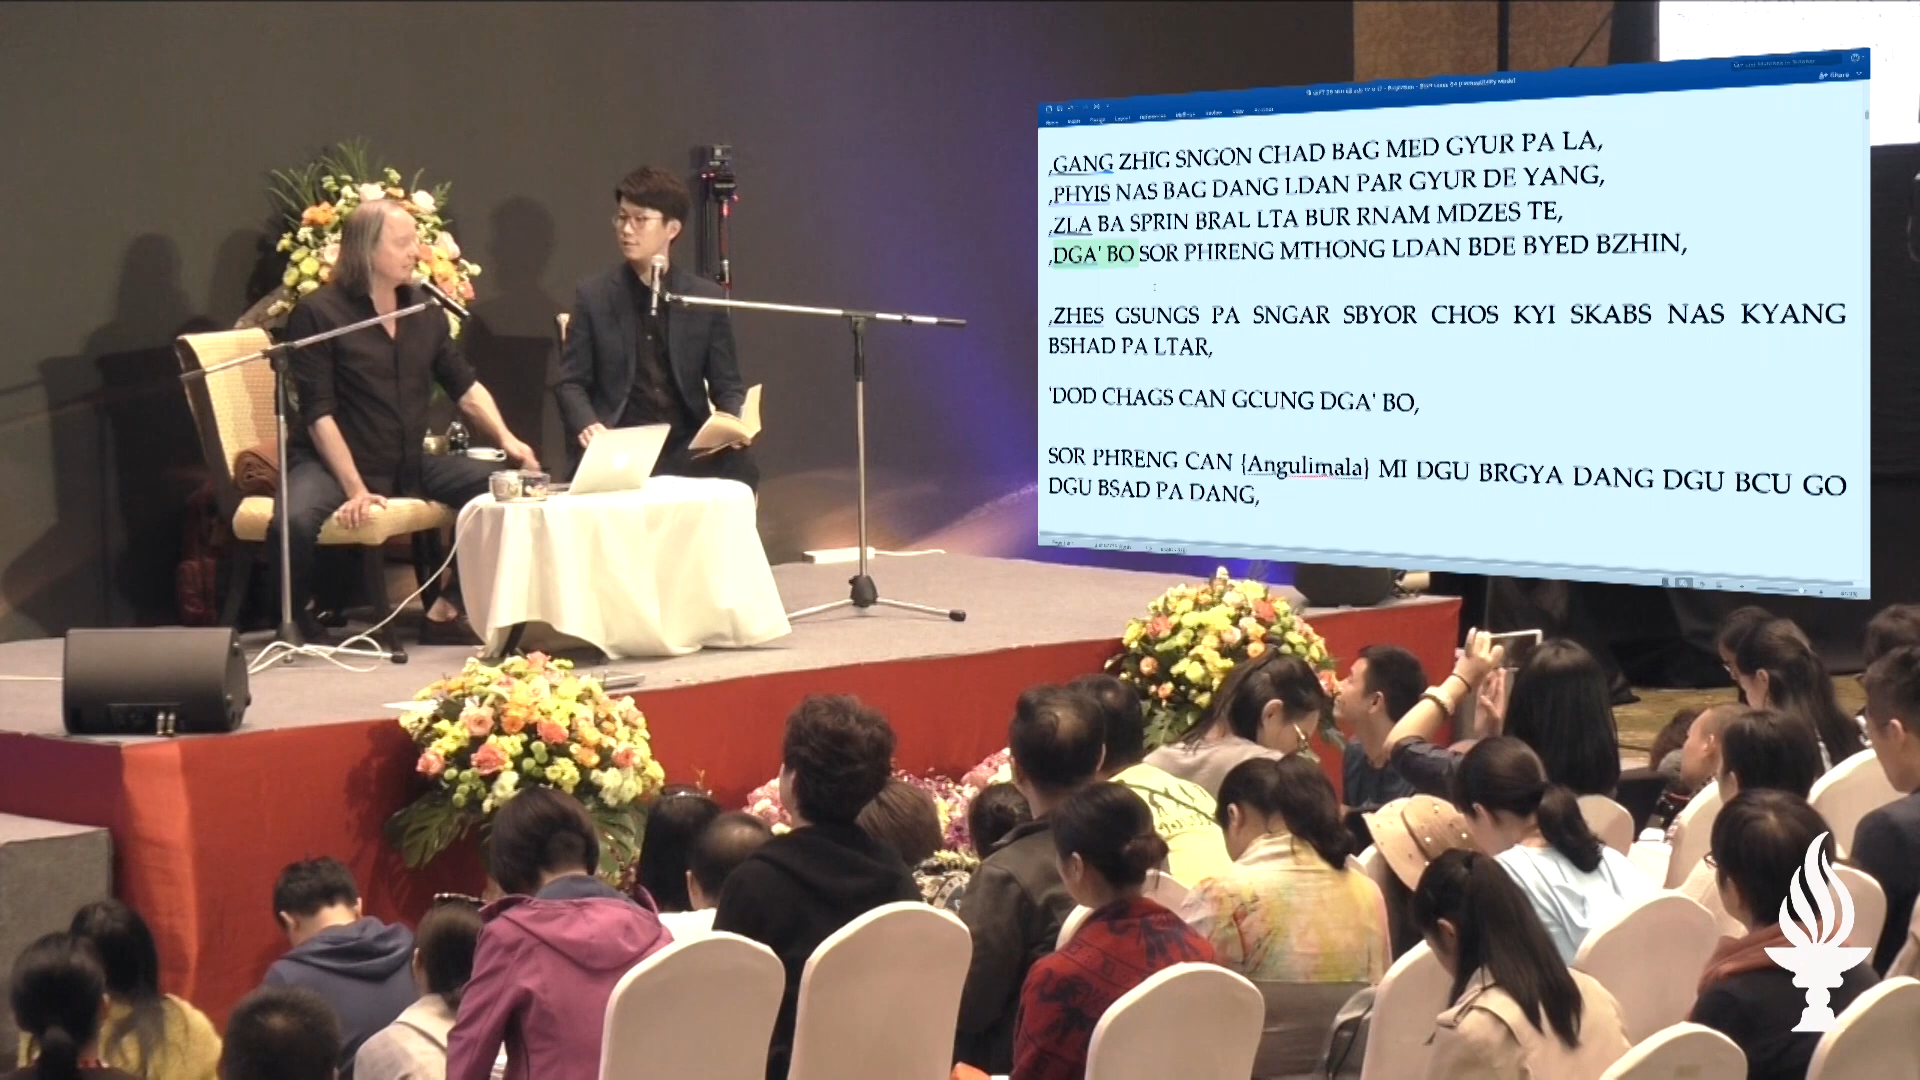 Share
,GANG ZHIG SNGON CHAD BAG MED GYUR PA LA,
,PHYIS NAS BAG DANG LDAN PAR GYUR DE YANG,
,ZLA BA SPRIN BRAL LTA BUR RNAM MDZES TE,
,DGA' BO SOR PHRENG MTHONG LDAN BDE BYED BZHIN,
,ZHES GSUNGS PA SNGAR SBYOR CHOS KYI SKABS NAS KYANG
BSHAD PA LTAR,
'DOD CHAGS CAN GCUNG DGA' BO,
SOR PHRENG CAN {Angulimala} MI DGU BRGYA DANG DGU BCU GO
DGU BSAD PA DANG,